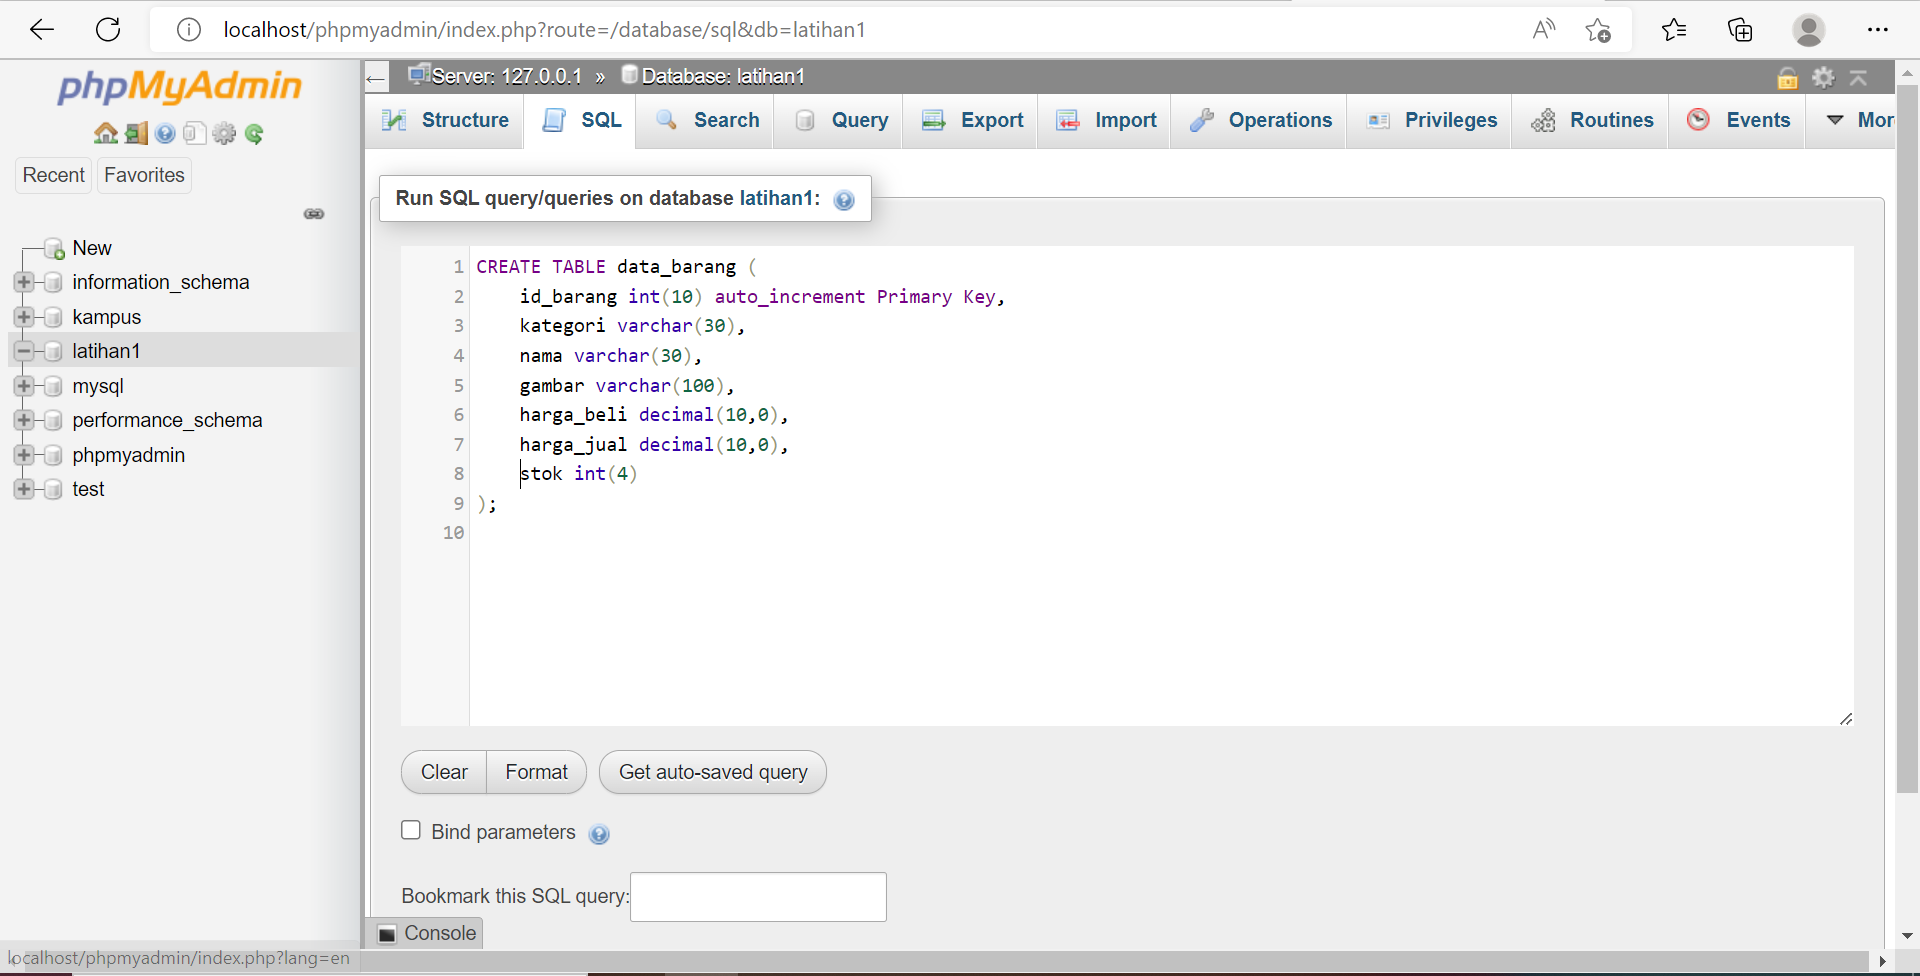 localhost/phpmyadmin/index.php?route=/database/sql&db=latihan1
phpMyAdmin
Recent
Favorites
New
information_schema
kampus
latihan1
mysql
performance_schema
phpmyadmin
test
Server: 127.0.0.1 » Database: latihan1
Structure
SQL
Search
Query
Export
Import
Operations
Privileges
Routines
Events
Mor
Run SQL query/queries on database latihan1:
1 CREATE TABLE data_barang (
2 id_barang int(10) auto_increment Primary Key,
3 kategori varchar(30),
4 nama varchar(30),
5 gambar varchar(100),
6 harga_beli decimal(10,0),
7 harga_jual decimal(10,0),
8 stok int(4)
9 );
10
Clear
Format
Get auto-saved query
Bind parameters
Bookmark this SQL query:
Console
localhost/phpmyadmin/index.php?lang=en